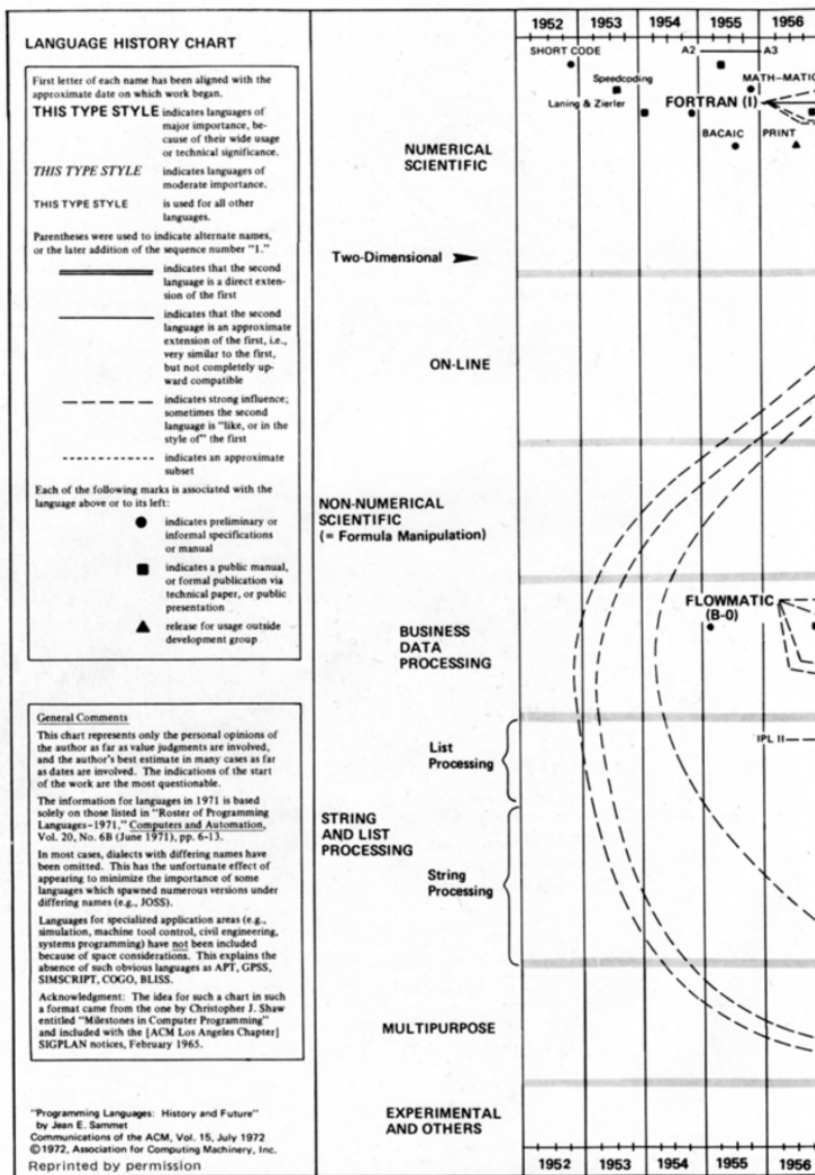 LANGUAGE HISTORY CHART
First letter of each name has been aligned with the
approximate date on which work began.
THIS TYPE STYLE indicates languages of
major importance, be-
cause of their wide usage
or technical significance.
THIS TYPE STYLE indicates languages of
moderate importance.
THIS TYPE STYLE is used for all other
languages.
Parentheses were used to indicate alternate names,
or the later addition of the sequence number "1."
indicates that the second
language is a direct exten-
sion of the first
indicates that the second
language is an approximate
extension of the first, i.e.,
very similar to the first,
but not completely up-
ward compatible
indicates strong influence;
sometimes the second
language is "like, or in the
style of" the first
indicates an approximate
subset
Each of the following marks is associated with the
language above or to its left:
indicates preliminary or
informal specifications
or manual
indicates a public manual,
or formal publication via
technical paper, or public
presentation
release for usage outside
development group
General Comments
This chart represents only the personal opinions of
the author as far as value judgments are involved,
and the author's best estimate in many cases as far
as dates are involved. The indications of the start
of the work are the most questionable.
The information for languages in 1971 is based
solely on those listed in "Roster of Programming
Languages-1971," Computers and Automation,
Vol. 20, No. 6B (June 1971), pp. 6-13.
In most cases, dialects with differing names have
been omitted. This has the unfortunate effect of
appearing to minimize the importance of some
languages which spawned numerous versions under
differing names (e.g., JOSS).
Languages for specialized application areas (e.g.,
simulation, machine tool control, civil engineering,
systems programming) have not been included
because of space considerations. This explains the
absence of such obvious languages as APT, GPSS,
SIMSCRIPT, COGO, BLISS.
Acknowledgment: The idea for such a chart in such
a format came from the one by Christopher J. Shaw
entitled "Milestones in Computer Programming"
and included with the [ACM Los Angeles Chapter]
SIGPLAN notices, February 1965.
"Programming Languages: History and Future"
by Jean E. Sammet
Communications of the ACM, Vol. 15, July 1972
©1972, Association for Computing Machinery, Inc.
Reprinted by permission
NUMERICAL
SCIENTIFIC
Two-Dimensional
ON-LINE
NON-NUMERICAL
SCIENTIFIC
(= Formula Manipulation)
BUSINESS
DATA
PROCESSING
List
Processing
STRING
AND LIST
PROCESSING
String
Processing
MULTIPURPOSE
EXPERIMENTAL
AND OTHERS
1952 1953 1954 1955 1956
SHORT CODE A2 A3
Speedcoding MATH-MATIC
Laning & Zierler FORTRAN (I)
BACAIC PRINT
FLOWMATIC
(B-0)
IPL II
1952 1953 1954 1955 1956